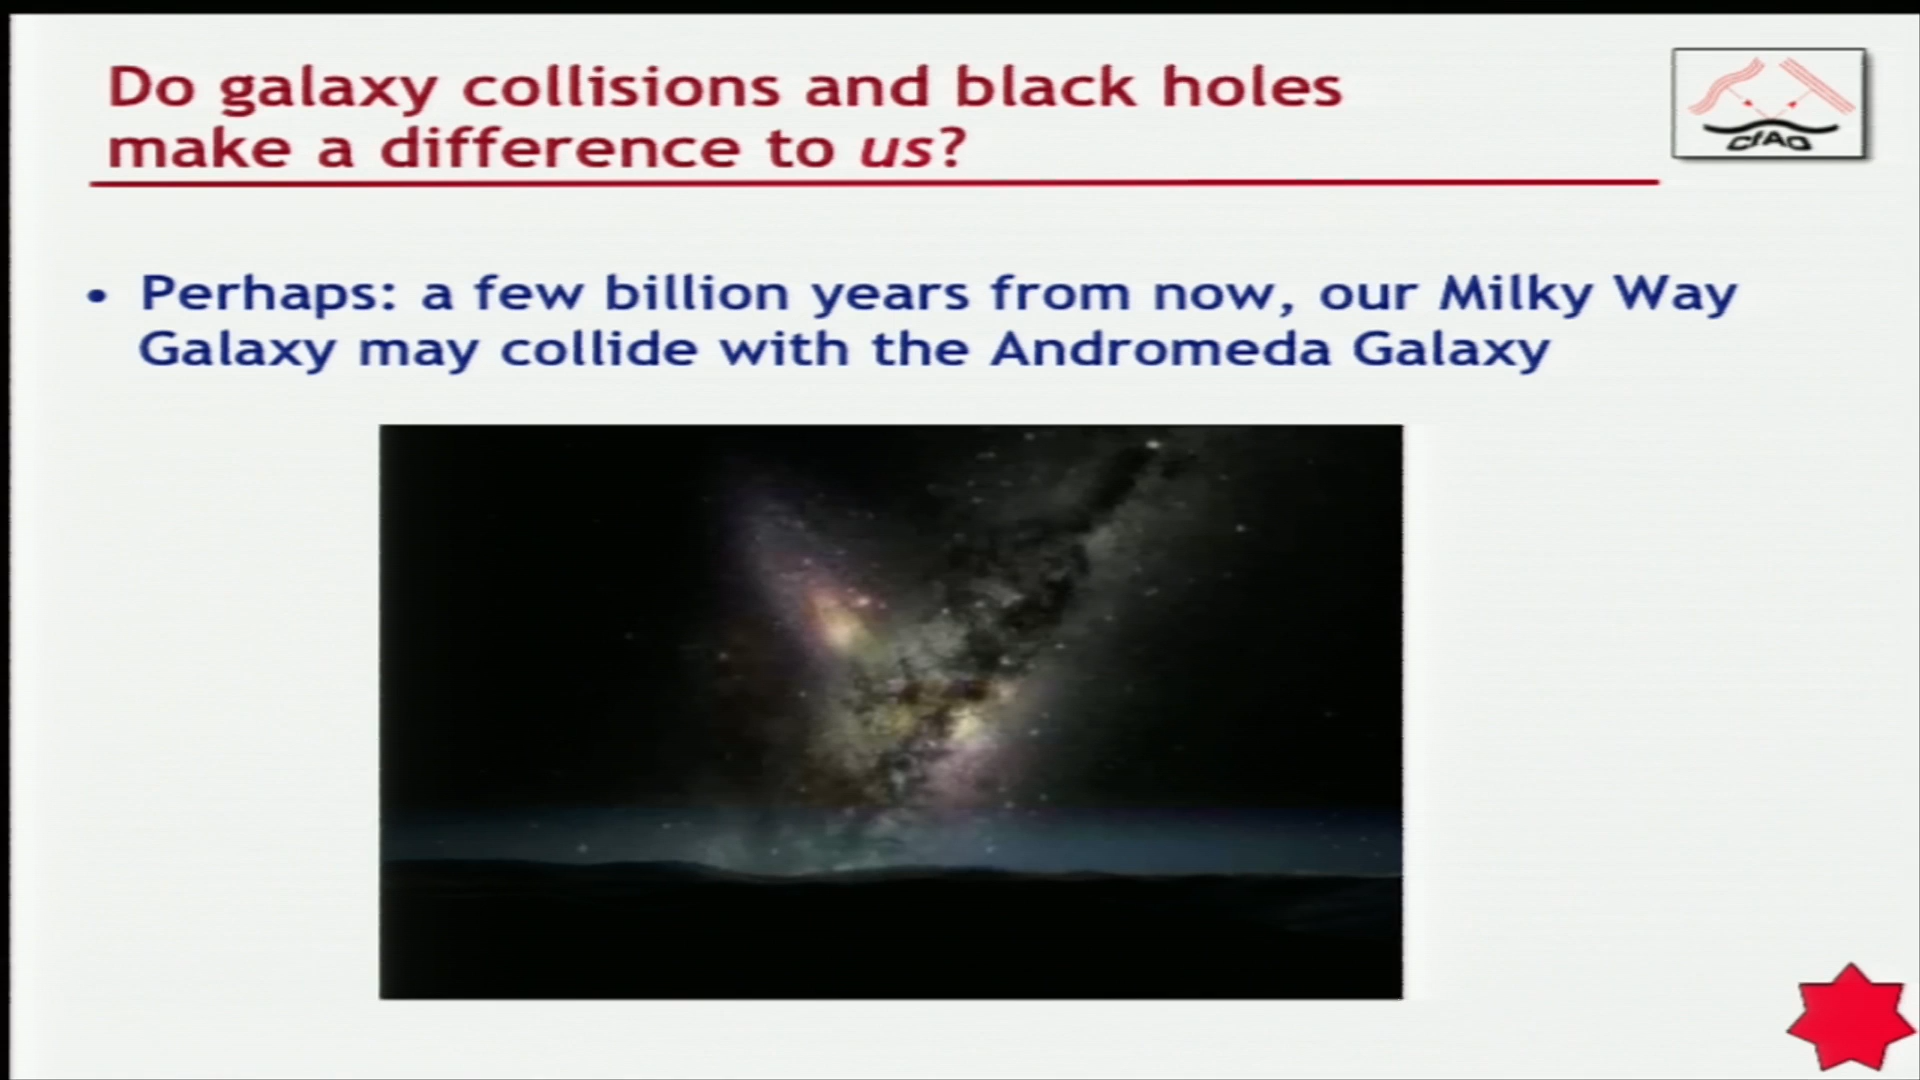 Do galaxy collisions and black holes
make a difference to us?
CfAO
• Perhaps: a few billion years from now, our Milky Way
Galaxy may collide with the Andromeda Galaxy